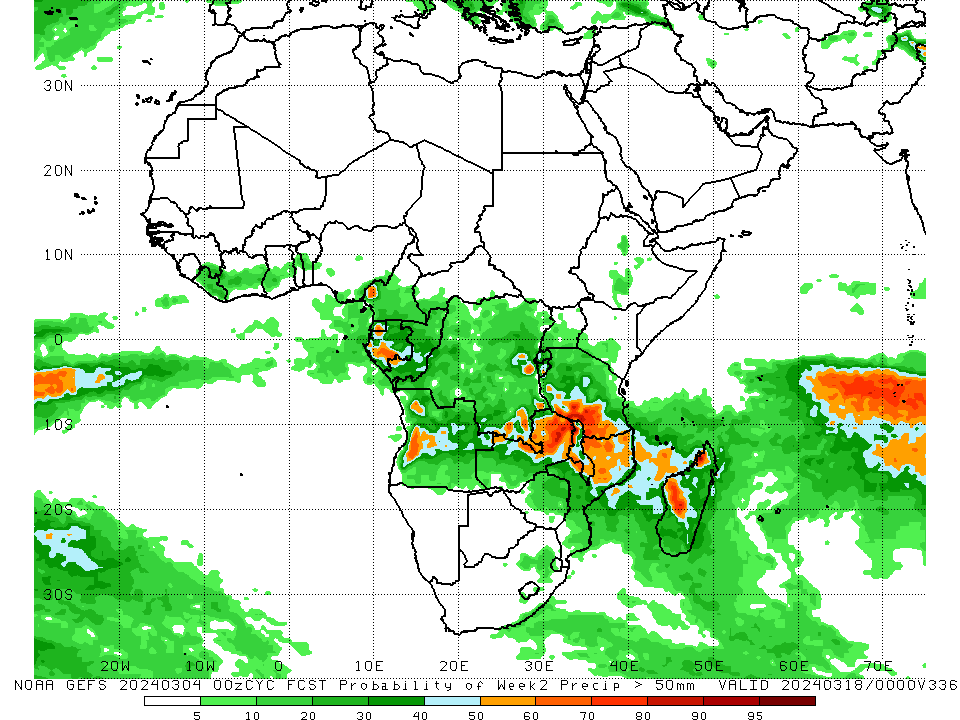 30N
20N
10N
0
10S
20S
30S
20W 10W 0 10E 20E 30E 40E 50E 60E 70E
NOAA GEFS 20240304 00zCYC FCST Probability of Week2 Precip > 50mm VALID 20240318/0000V336
5 10 20 30 40 50 60 70 80 90 95